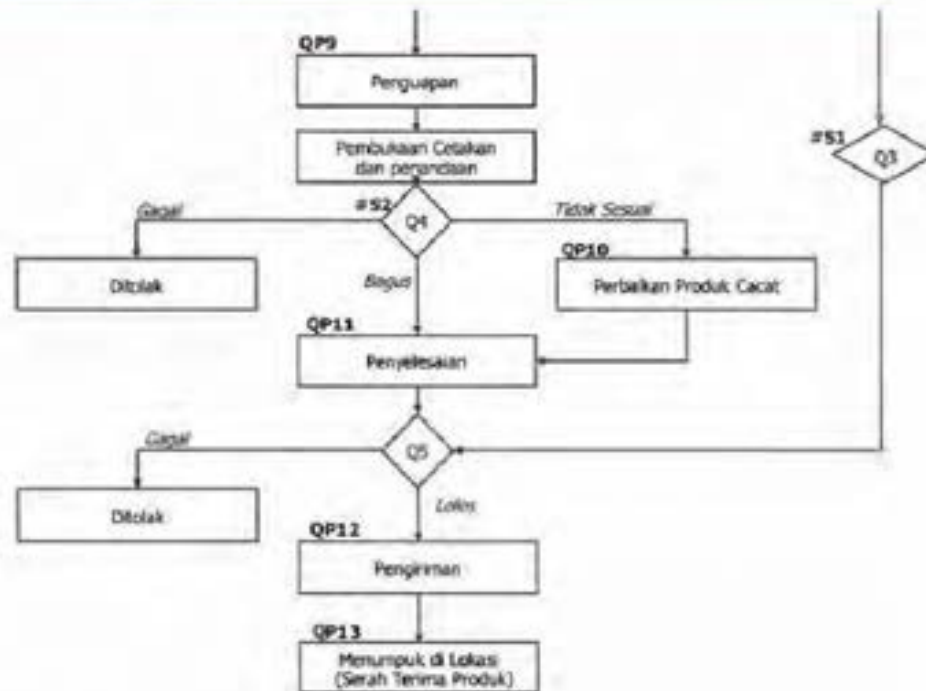 QP9
Penguapan
Pembukaan Cetakan
dan penandaan
#S1
Q3
#S2
Q4
Gagal
Tidak Sesuai
Ditolak
Bagus
QP10
Perbaikan Produk Cacat
QP11
Penyelesaian
Gagal
Q5
Ditolak
Lolos
QP12
Pengiriman
QP13
Menumpuk di Lokasi
(Serah Terima Produk)